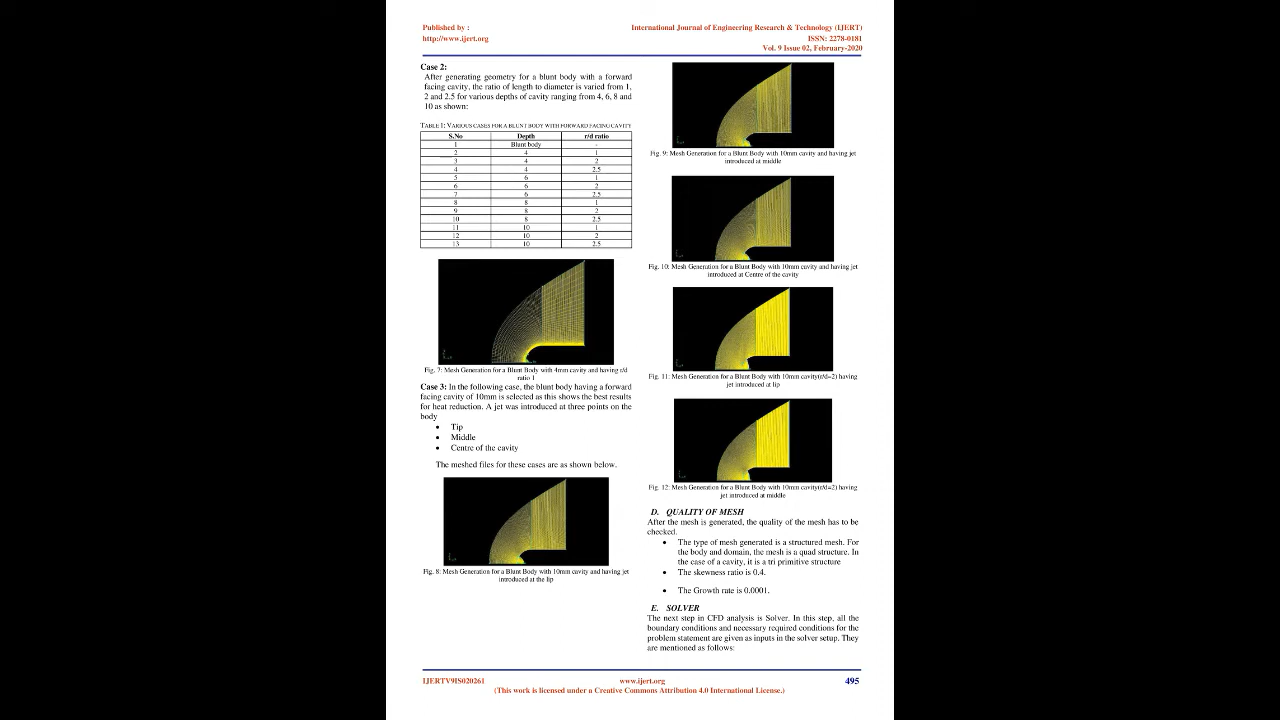 Published by :
http://www.ijert.org
International Journal of Engineering Research & Technology (IJERT)
ISSN: 2278-0181
Vol. 9 Issue 02, February-2020
Case 2:
After generating geometry for a blunt body with a forward
facing cavity, the ratio of length to diameter is varied from 1,
2 and 2.5 for various depths of cavity ranging from 4, 6, 8 and
10 as shown:
TABLE 1: VARIOUS CASES FOR A BLUNT BODY WITH FORWARD FACING CAVITY
S.No Depth r/d ratio
1 Blunt body -
2 4 1
3 4 2
4 4 2.5
5 6 1
6 6 2
7 6 2.5
8 8 1
9 8 2
10 8 2.5
11 10 1
12 10 2
13 10 2.5
Fig. 7: Mesh Generation for a Blunt Body with 4mm cavity and having r/d
ratio 1
Case 3: In the following case, the blunt body having a forward
facing cavity of 10mm is selected as this shows the best results
for heat reduction. A jet was introduced at three points on the
body
• Tip
• Middle
• Centre of the cavity
The meshed files for these cases are as shown below.
Fig. 8: Mesh Generation for a Blunt Body with 10mm cavity and having jet
introduced at the lip
Fig. 9: Mesh Generation for a Blunt Body with 10mm cavity and having jet
introduced at middle
Fig. 10: Mesh Generation for a Blunt Body with 10mm cavity and having jet
introduced at Centre of the cavity
Fig. 11: Mesh Generation for a Blunt Body with 10mm cavity(r/d=2) having
jet introduced at lip
Fig. 12: Mesh Generation for a Blunt Body with 10mm cavity(r/d=2) having
jet introduced at middle
D. QUALITY OF MESH
After the mesh is generated, the quality of the mesh has to be
checked.
• The type of mesh generated is a structured mesh. For
the body and domain, the mesh is a quad structure. In
the case of a cavity, it is a tri primitive structure
• The skewness ratio is 0.4.
• The Growth rate is 0.0001.
E. SOLVER
The next step in CFD analysis is Solver. In this step, all the
boundary conditions and necessary required conditions for the
problem statement are given as inputs in the solver setup. They
are mentioned as follows:
IJERTV9IS020261
www.ijert.org
495
(This work is licensed under a Creative Commons Attribution 4.0 International License.)